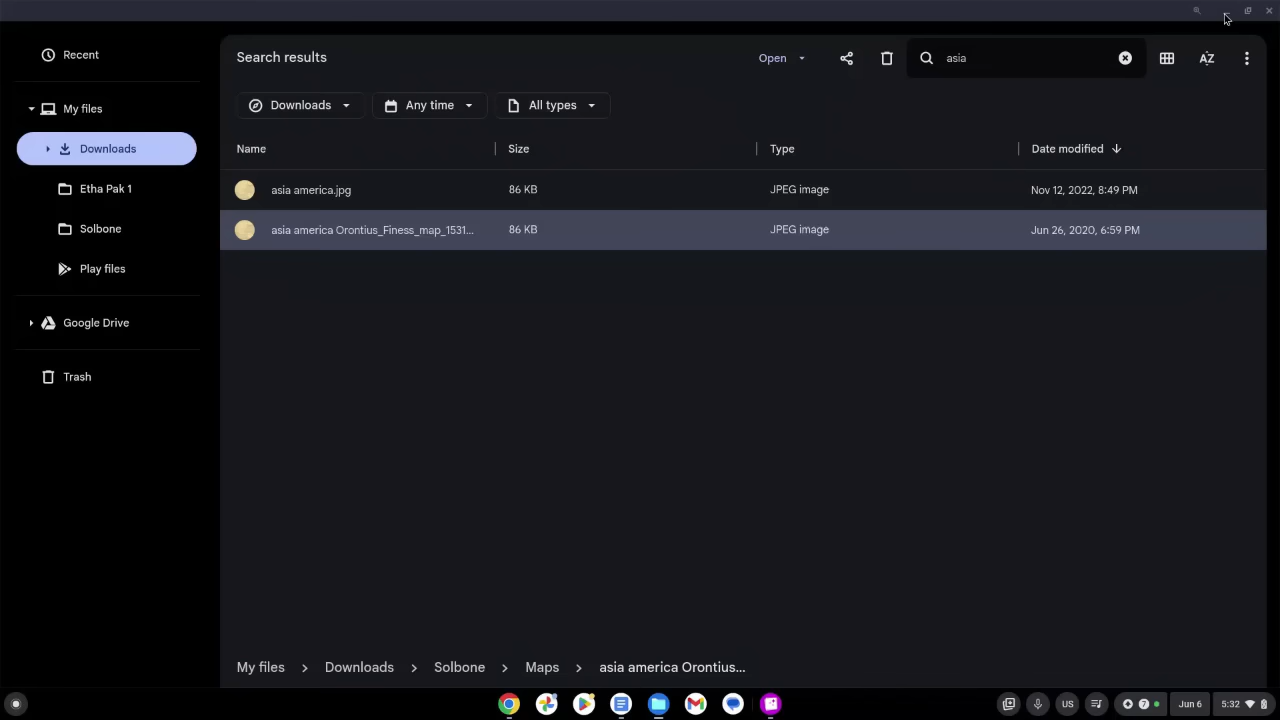 Recent
My files
Downloads
Etha Pak 1
Solbone
Play files
Google Drive
Trash
Search results
Open
asia
Downloads
Any time
All types
Name Size Type Date modified
asia america.jpg 86 KB JPEG image Nov 12, 2022, 8:49 PM
asia america Orontius_Finess_map_1531... 86 KB JPEG image Jun 26, 2020, 6:59 PM
My files > Downloads > Solbone > Maps > asia america Orontius...
US 7 Jun 6 5:32